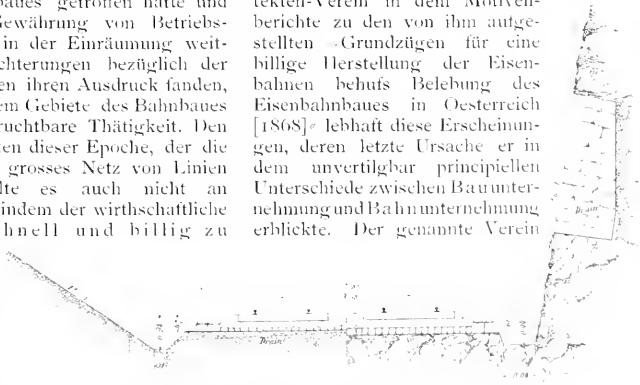 baues getroffen hatte und
Gewährung von Betriebs-
in der Einräumung weit-
chterungen bezüglich der
en ihren Ausdruck fanden,
em Gebiete des Bahnbaues
ruchtbare Thätigkeit. Den
ten dieser Epoche, der die
grosses Netz von Linien
lte es auch nicht an
indem der wirthschaftliche
hnell und billig zu
tekten-Verein in dem Motiven-
berichte zu den von ihm aufge-
stellten »Grundzügen für eine
billige Herstellung der Eisen-
bahnen behufs Belebung des
Eisenbahnbaues in Oesterreich
[1868]« lebhaft diese Erscheinun-
gen, deren letzte Ursache er in
dem unvertilgbar principiellen
Unterschiede zwischen Bauunter-
nehmung und Bahnunternehmung
erblickte. Der genannte Verein
Drain
Drain